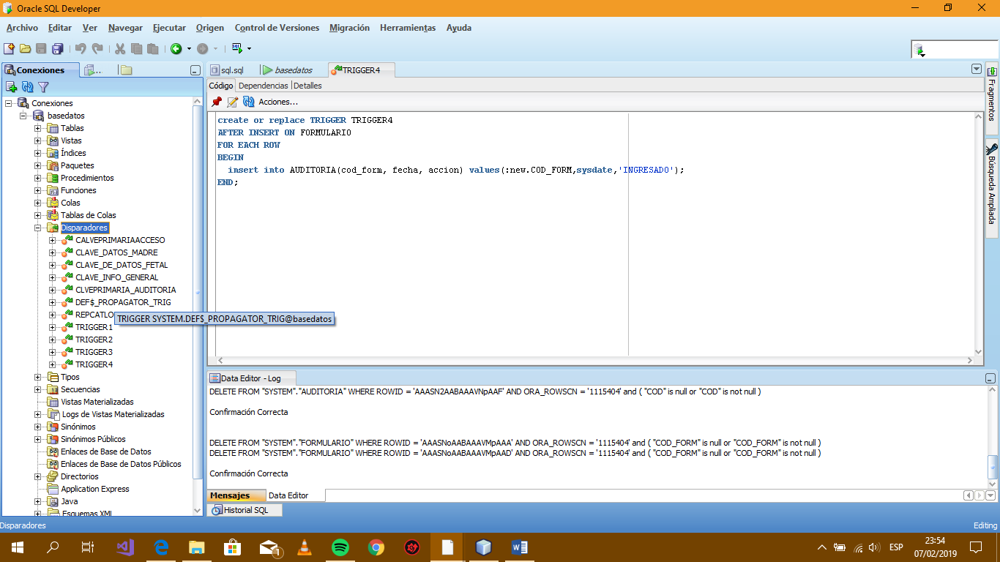 Oracle SQL Developer
Archivo Editar Ver Navegar Ejecutar Origen Control de Versiones Migración Herramientas Ayuda
Conexiones
...
sql.sql
basedatos
TRIGGER4
Código Dependencias Detalles
Acciones...
Conexiones
basedatos
Tablas
Vistas
Índices
Paquetes
Procedimientos
Funciones
Colas
Tablas de Colas
Disparadores
CALVEPRIMARIAACCESO
CLAVE_DATOS_MADRE
CLAVE_DE_DATOS_FETAL
CLAVE_INFO_GENERAL
CLVEPRIMARIA_AUDITORIA
DEF$_PROPAGATOR_TRIG
REPCATLO
TRIGGER SYSTEM.DEF$_PROPAGATOR_TRIG@basedatos
TRIGGER1
TRIGGER2
TRIGGER3
TRIGGER4
Tipos
Secuencias
Vistas Materializadas
Logs de Vistas Materializadas
Sinónimos
Sinónimos Públicos
Enlaces de Base de Datos
Enlaces de Base de Datos Públicos
Directorios
Application Express
Java
Esquemas XML
create or replace TRIGGER TRIGGER4
AFTER INSERT ON FORMULARIO
FOR EACH ROW
BEGIN
insert into AUDITORIA(cod_form, fecha, accion) values(:new.COD_FORM,sysdate,'INGRESADO');
END;
Fragmentos
Búsqueda Ampliada
Data Editor - Log
DELETE FROM "SYSTEM"."AUDITORIA" WHERE ROWID = 'AAASN2AABAAAVNpAAF' AND ORA_ROWSCN = '1115404' and ( "COD" is null or "COD" is not null )
Confirmación Correcta
DELETE FROM "SYSTEM"."FORMULARIO" WHERE ROWID = 'AAASNoAABAAAVMpAAA' AND ORA_ROWSCN = '1115404' and ( "COD_FORM" is null or "COD_FORM" is not null )
DELETE FROM "SYSTEM"."FORMULARIO" WHERE ROWID = 'AAASNoAABAAAVMpAAD' AND ORA_ROWSCN = '1115404' and ( "COD_FORM" is null or "COD_FORM" is not null )
Confirmación Correcta
Mensajes Data Editor
Historial SQL
Disparadores
Editing
1
ESP
23:54
07/02/2019